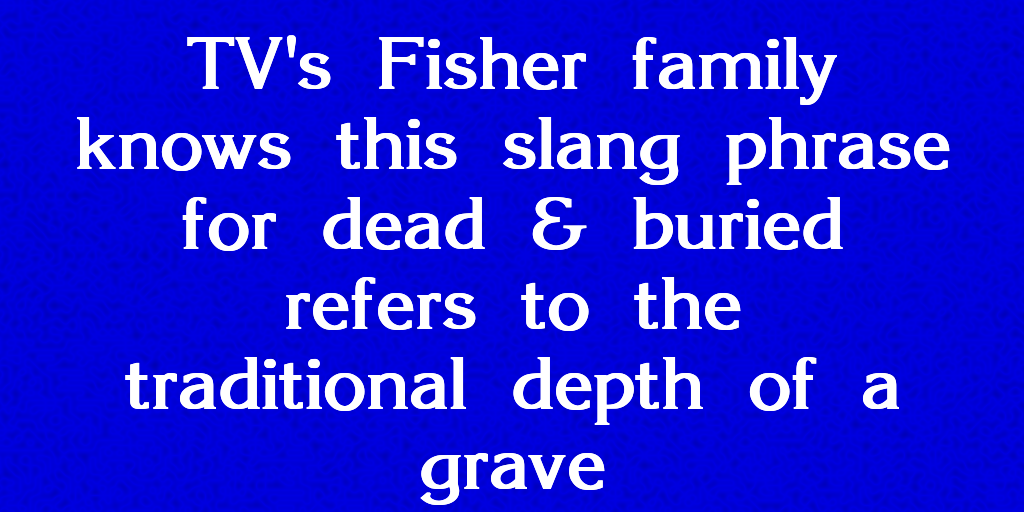 TV's Fisher family
knows this slang phrase
for dead & buried
refers to the
traditional depth of a
grave